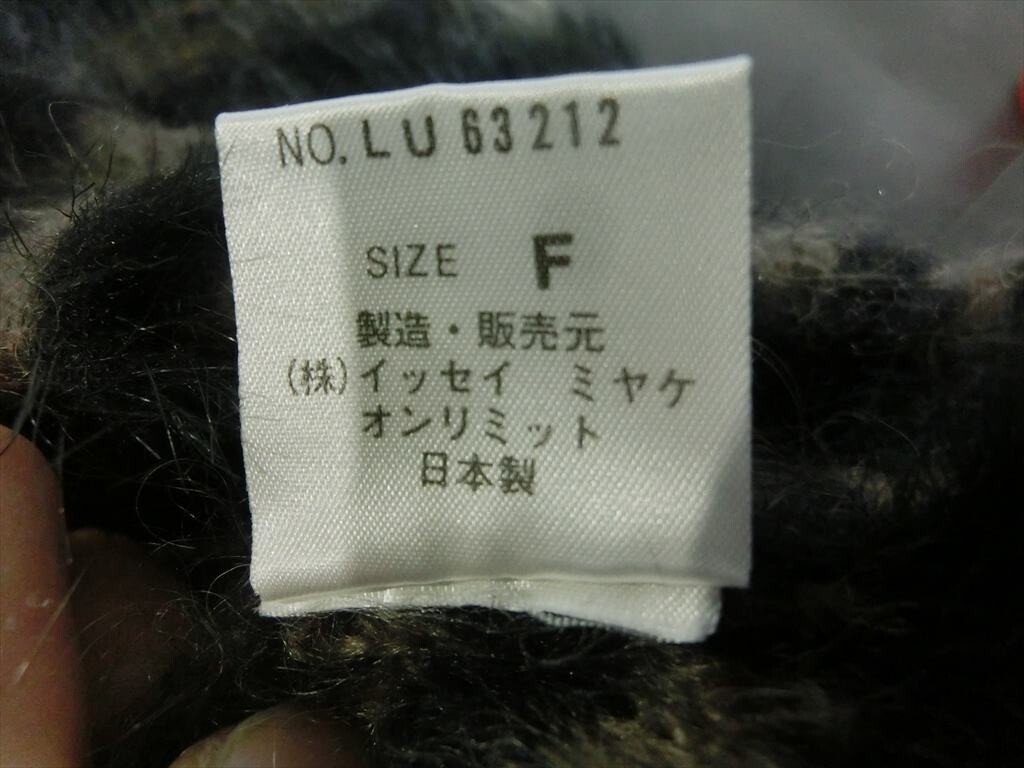 NO. LU 63212
SIZE F
製造・販売元
(株)イッセイ ミヤケ
オンリミット
日本製